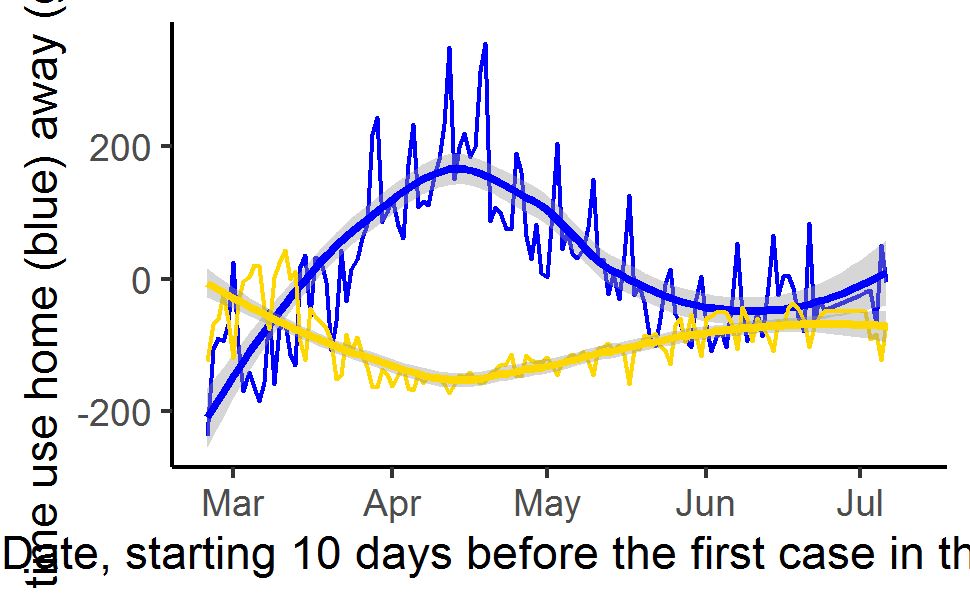 time use home (blue) away (
200
0
-200
Mar Apr May Jun Jul
Date, starting 10 days before the first case in th